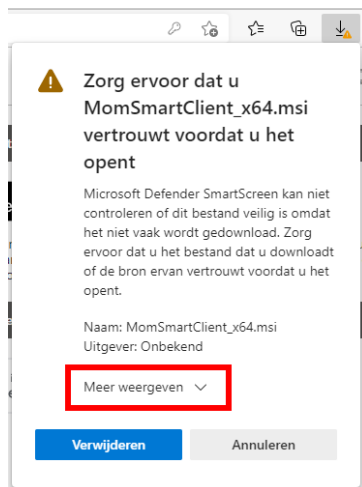 Zorg ervoor dat u
MomSmartClient_x64.msi
vertrouwt voordat u het
opent
Microsoft Defender SmartScreen kan niet
controleren of dit bestand veilig is omdat
het niet vaak wordt gedownload. Zorg
ervoor dat u het bestand dat u downloadt
of de bron ervan vertrouwt voordat u het
opent.
Naam: MomSmartClient_x64.msi
Uitgever: Onbekend
Meer weergeven
Verwijderen
Annuleren